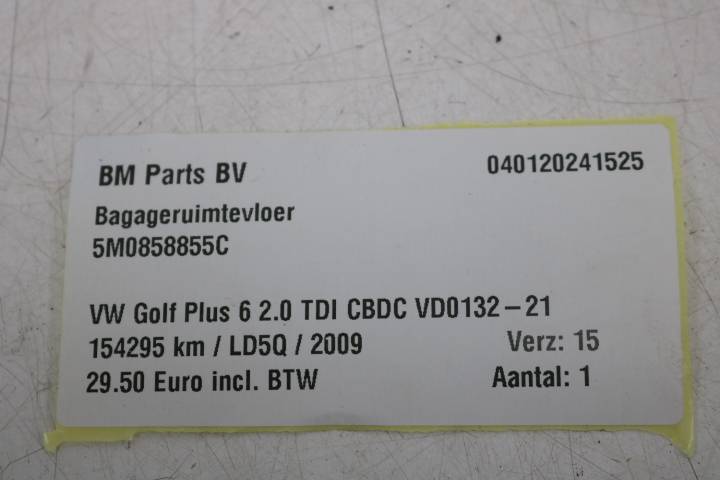 BM Parts BV 040120241525
Bagageruimtevloer
5M0858855C
VW Golf Plus 6 2.0 TDI CBDC VD0132-21
154295 km / LD5Q / 2009 Verz: 15
29.50 Euro incl. BTW Aantal: 1